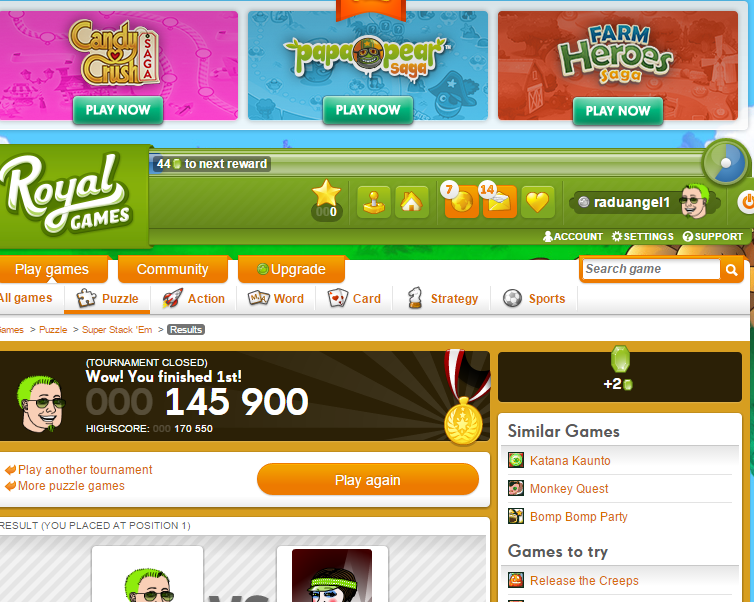 Candy Crush SAGA
papa pear saga™
FARM Heroes saga
PLAY NOW
PLAY NOW
PLAY NOW
44 to next reward
Royal GAMES
000
7
14
raduangel1
ACCOUNT SETTINGS SUPPORT
Play games Community Upgrade
Search game
All games Puzzle Action Word Card Strategy Sports
> Puzzle > Super Stack 'Em > Results
(TOURNAMENT CLOSED)
Wow! You finished 1st!
000 145 900
HIGHSCORE: 000 170 550
+2
Play another tournament
More puzzle games
Play again
RESULT (YOU PLACED AT POSITION 1)
VS
Similar Games
Katana Kaunto
Monkey Quest
Bomp Bomp Party
Games to try
Release the Creeps